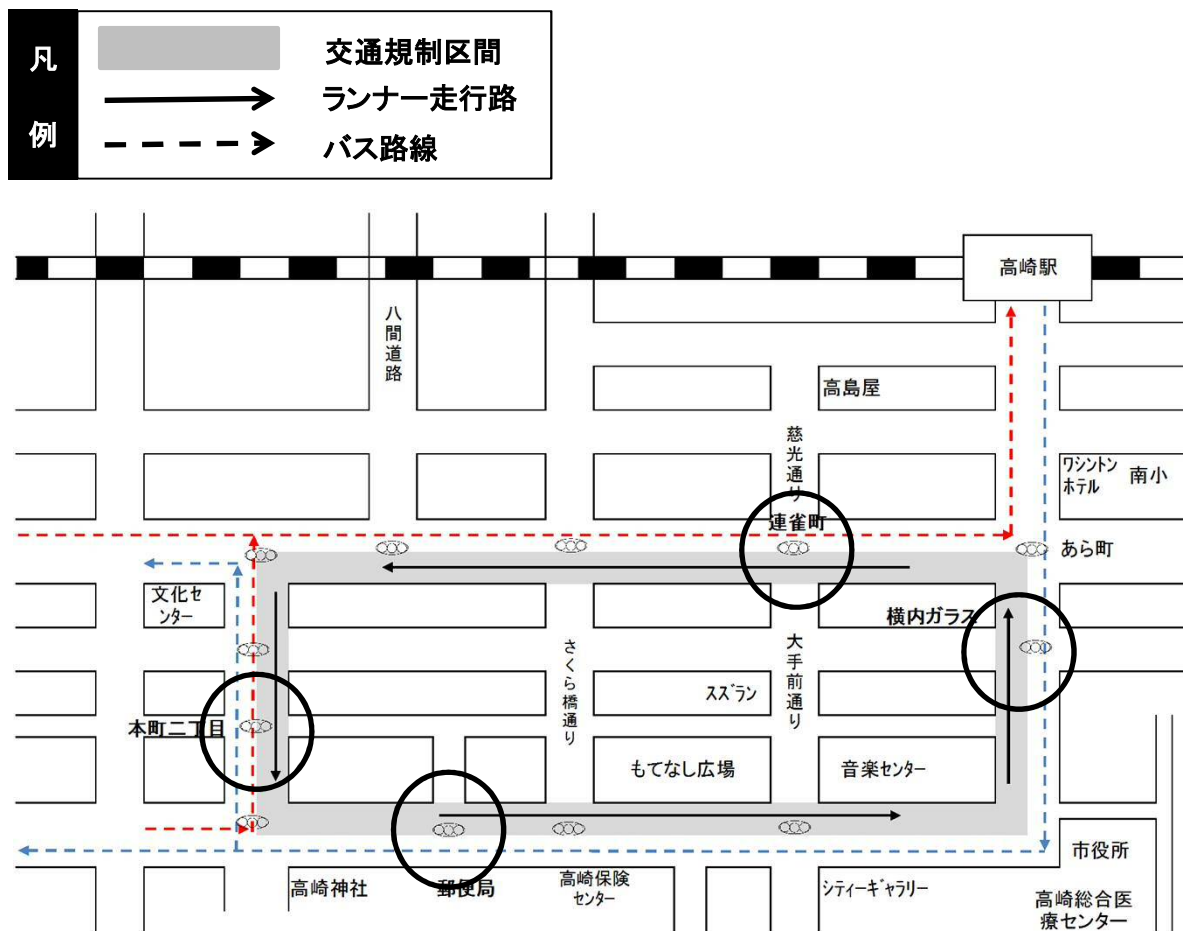 凡例
交通規制区間
ランナー走行路
バス路線
高崎駅
八間道路
高島屋
慈光通り
ワシントン
ホテル
南小
連雀町
あら町
文化セ
ンター
横内ガラス
さくら橋通り
大手前通り
スズラン
本町二丁目
もてなし広場
音楽センター
市役所
高崎神社
郵便局
高崎保険
センター
シティーギャラリー
高崎総合医
療センター